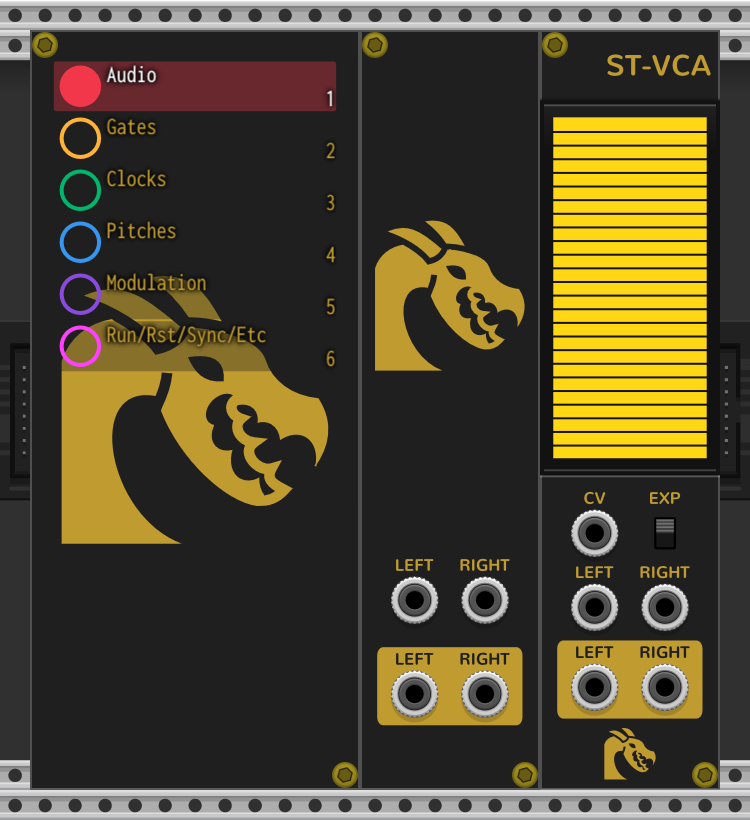 Audio
1
Gates
2
Clocks
3
Pitches
4
Modulation
5
Run/Rst/Sync/Etc
6
LEFT RIGHT
LEFT RIGHT
ST-VCA
CV EXP
LEFT RIGHT
LEFT RIGHT